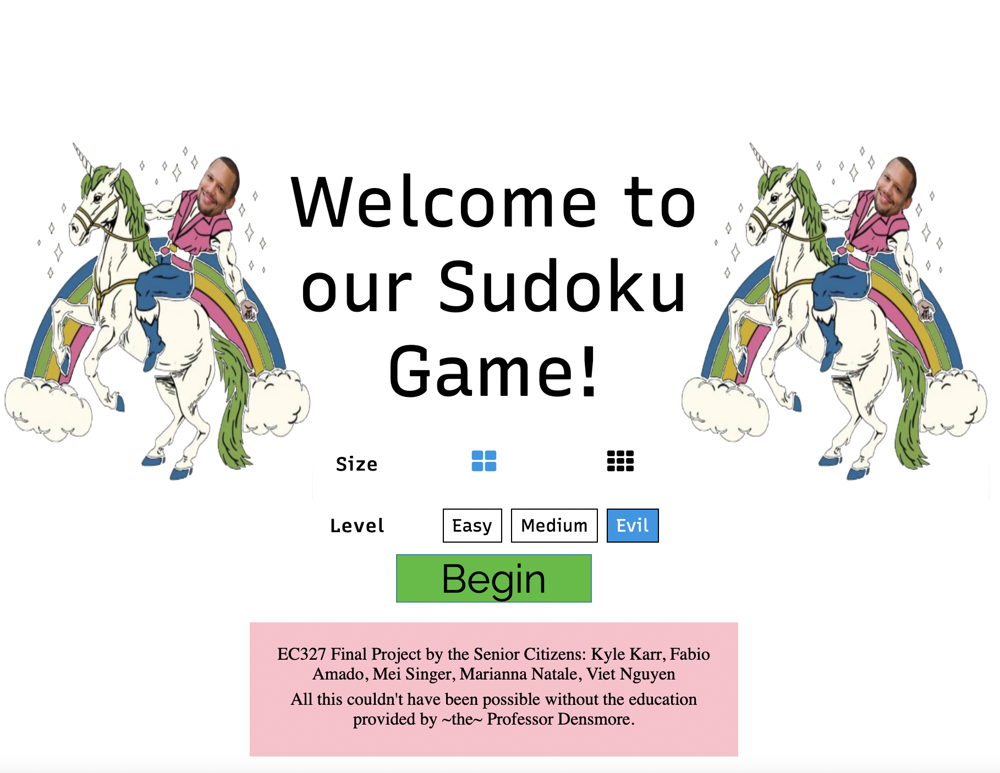 Welcome to
our Sudoku
Game!
Size
Level
Easy
Medium
Evil
Begin
EC327 Final Project by the Senior Citizens: Kyle Karr, Fabio
Amado, Mei Singer, Marianna Natale, Viet Nguyen
All this couldn't have been possible without the education
provided by ~the~ Professor Densmore.